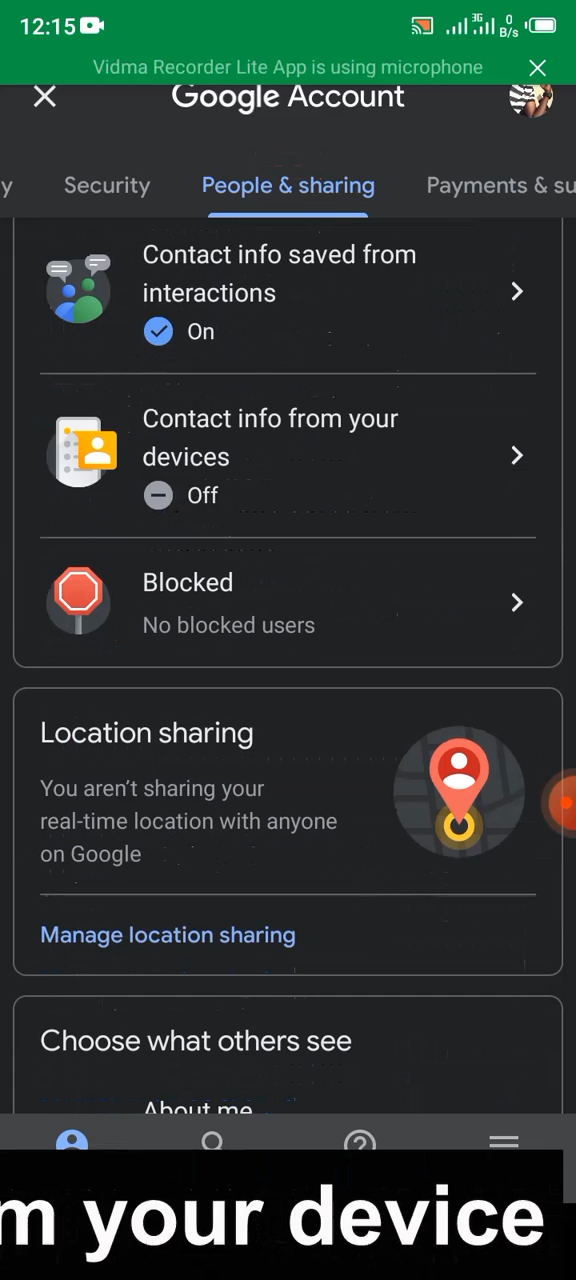 12:15
3G
0
B/s
Vidma Recorder Lite App is using microphone
Google Account
y Security People & sharing Payments & su
Contact info saved from
interactions
On
Contact info from your
devices
Off
Blocked
No blocked users
Location sharing
You aren't sharing your
real-time location with anyone
on Google
Manage location sharing
Choose what others see
About me
m your device